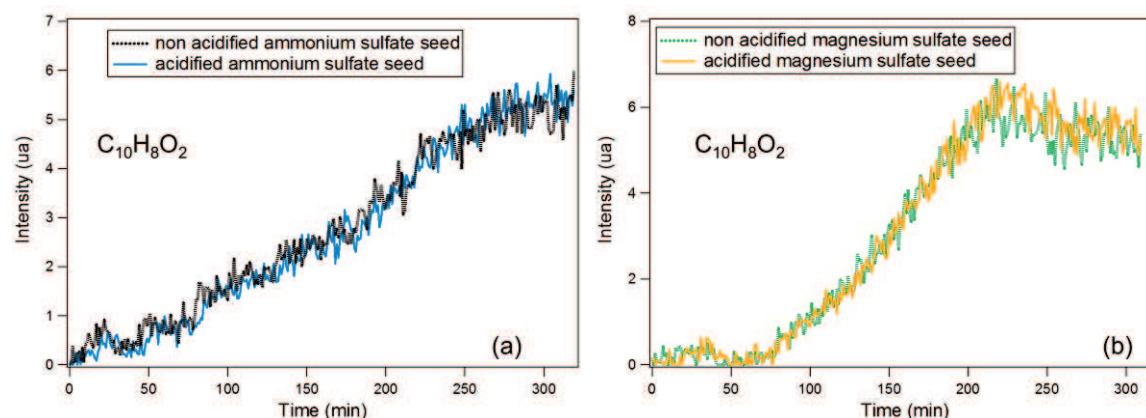 7
6
5
4
3
2
1
0
Intensity (ua)
non acidified ammonium sulfate seed
acidified ammonium sulfate seed
C10H8O2
(a)
0 50 100 150 200 250 300
Time (min)
8
6
4
2
0
Intensity (ua)
non acidified magnesium sulfate seed
acidified magnesium sulfate seed
C10H8O2
(b)
0 50 100 150 200 250 300
Time (min)